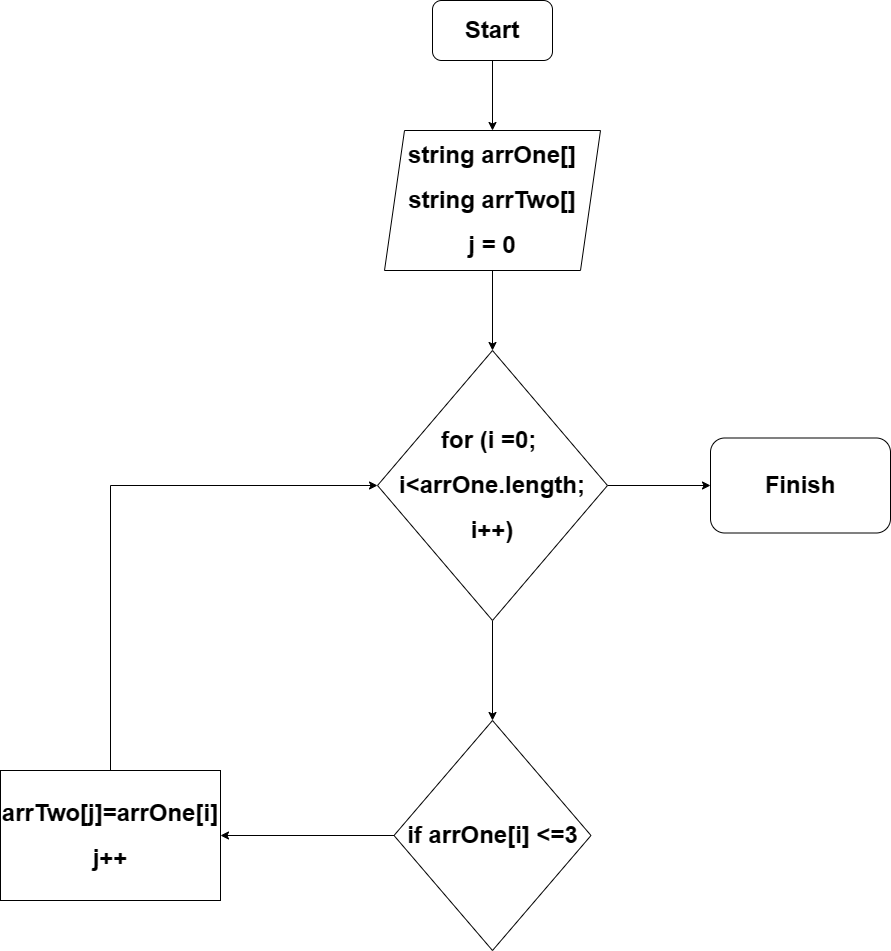 Start
string arrOne[]
string arrTwo[]
j = 0
for (i =0;
i<arrOne.length;
i++)
Finish
if arrOne[i] <=3
arrTwo[j]=arrOne[i]
j++